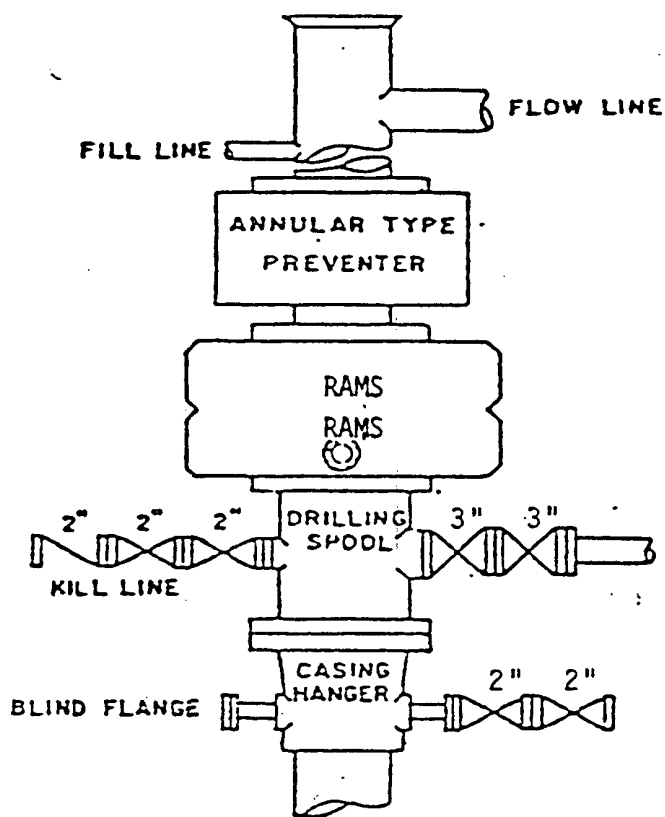 FLOW LINE
FILL LINE
ANNULAR TYPE
PREVENTER
RAMS
RAMS
2" 2" 2"
DRILLING
SPOOL
3" 3"
KILL LINE
CASING
HANGER
2" 2"
BLIND FLANGE